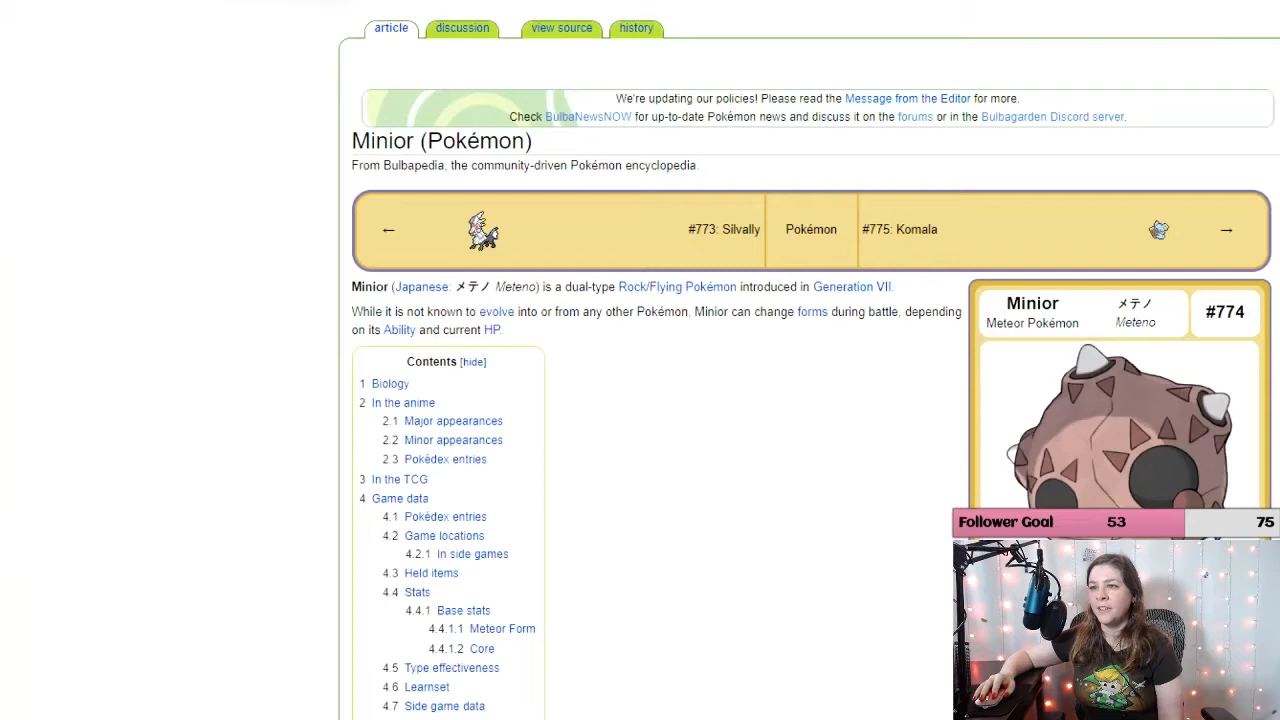 article discussion view source history
We're updating our policies! Please read the Message from the Editor for more.
Check BulbaNewsNOW for up-to-date Pokémon news and discuss it on the forums or in the Bulbagarden Discord server.
Minior (Pokémon)
From Bulbapedia, the community-driven Pokémon encyclopedia.
← #773: Silvally Pokémon #775: Komala →
Minior (Japanese: メテノ Meteno) is a dual-type Rock/Flying Pokémon introduced in Generation VII.
While it is not known to evolve into or from any other Pokémon, Minior can change forms during battle, depending
on its Ability and current HP.
Minior メテノ #774
Meteor Pokémon Meteno
Contents [hide]
1 Biology
2 In the anime
2.1 Major appearances
2.2 Minor appearances
2.3 Pokédex entries
3 In the TCG
4 Game data
4.1 Pokédex entries
4.2 Game locations
4.2.1 In side games
4.3 Held items
4.4 Stats
4.4.1 Base stats
4.4.1.1 Meteor Form
4.4.1.2 Core
4.5 Type effectiveness
4.6 Learnset
4.7 Side game data
Follower Goal 53 75